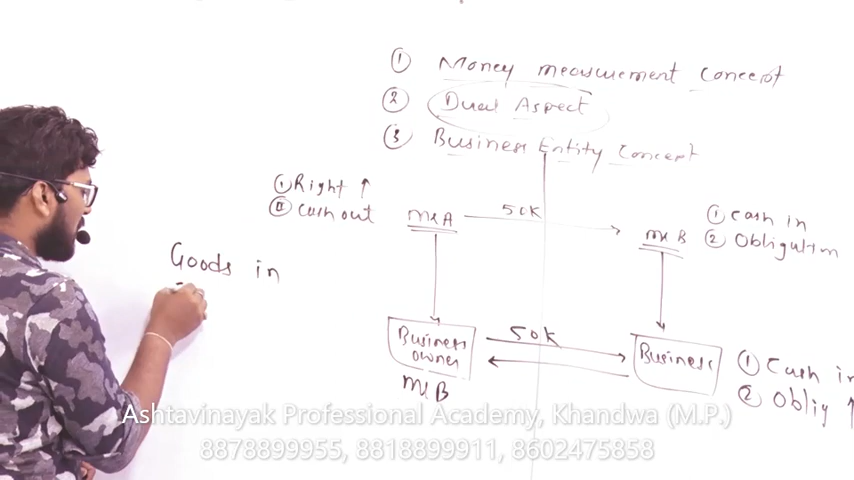 ① Money measurement concept
② Dual Aspect
③ Business Entity Concept
① Right ↑
② Cash out
Mr A
50K
Mr B
① Cash in
② Obligation
Goods in
Business owner
Mr B
50K
Business
① Cash in
② Oblig ↑
Ashtavinayak Professional Academy, Khandwa (M.P.)
8878899955, 8818899911, 8602475858